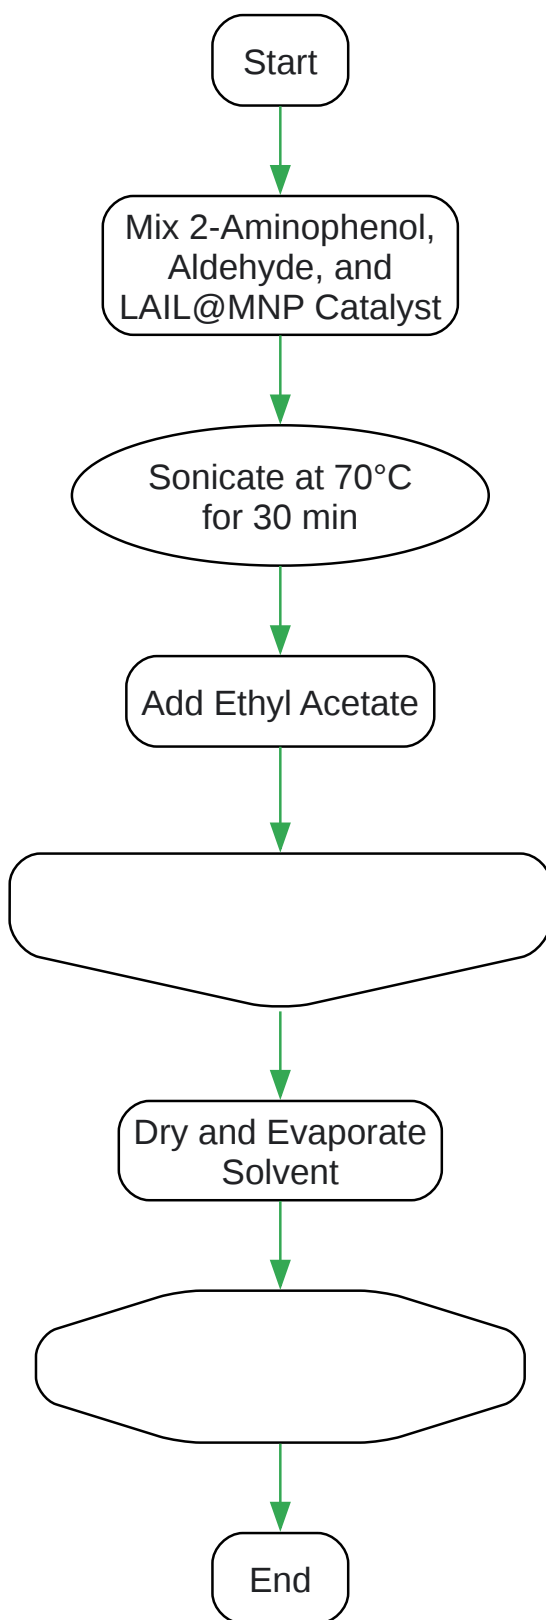 Start
Mix 2-Aminophenol,
Aldehyde, and
LAIL@MNP Catalyst
Sonicate at 70°C
for 30 min
Add Ethyl Acetate
Dry and Evaporate
Solvent
End